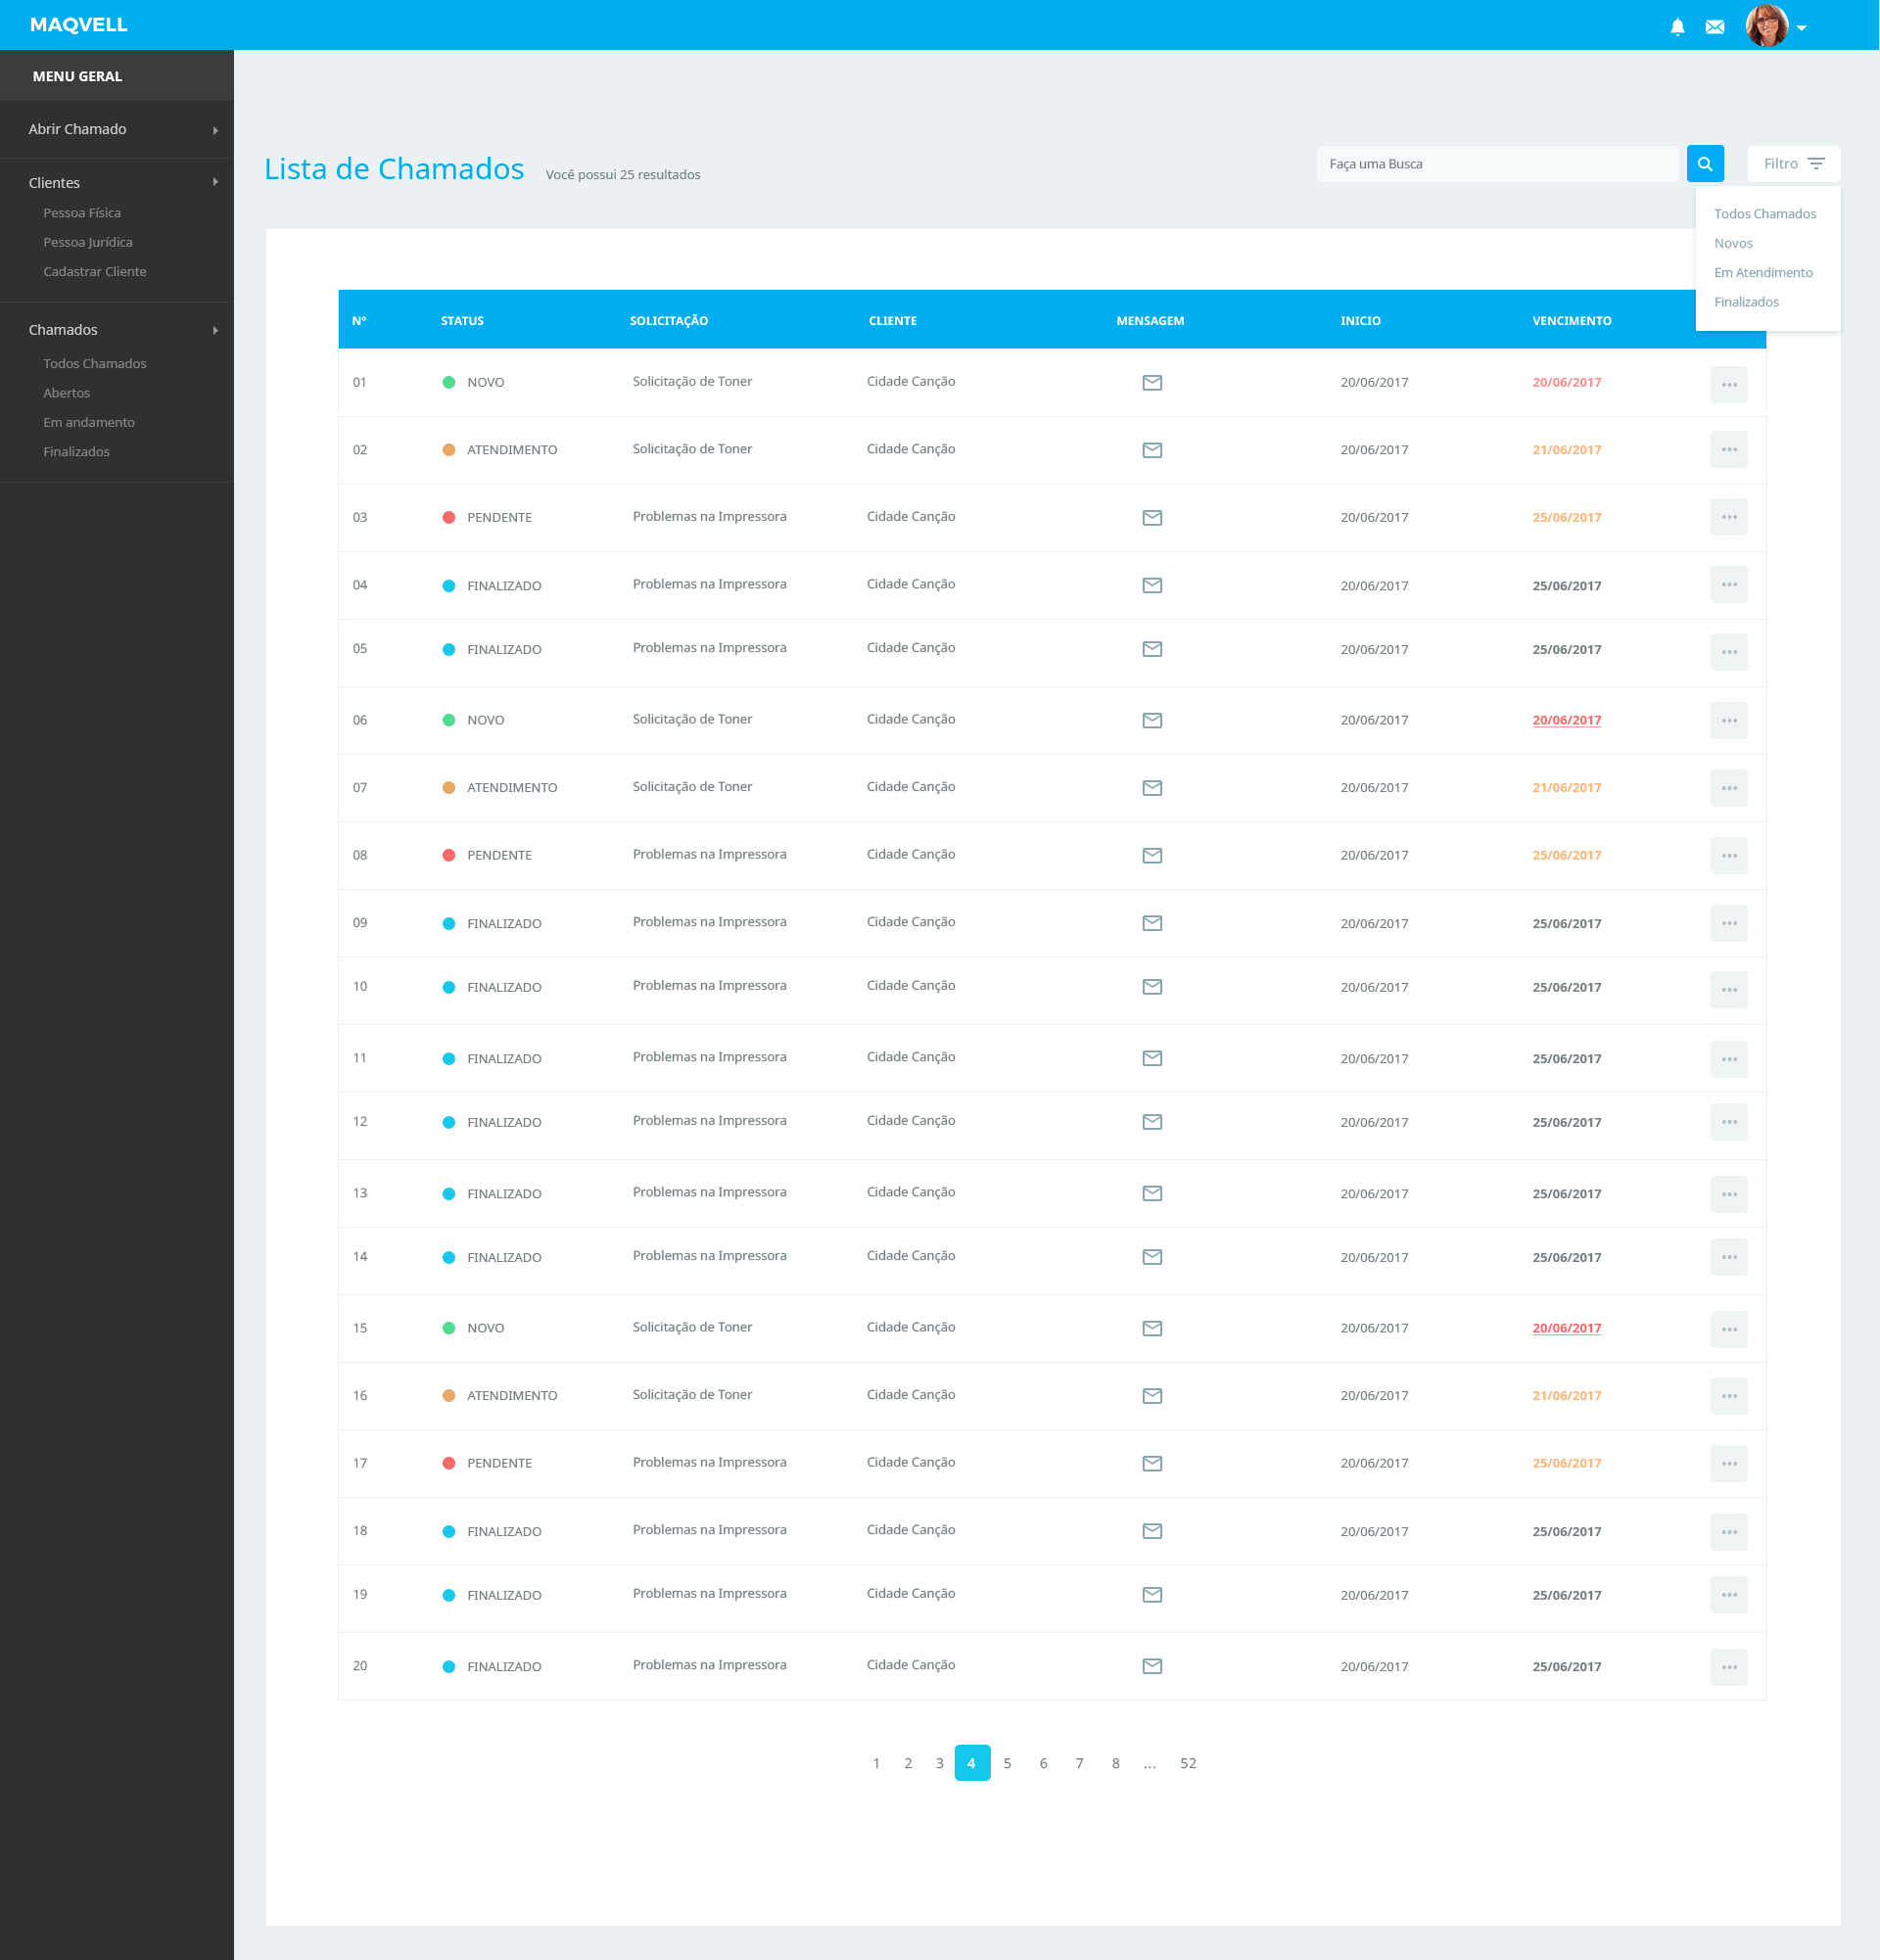 MAQVELL
MENU GERAL
Abrir Chamado
Clientes
Pessoa Física
Pessoa Jurídica
Cadastrar Cliente
Chamados
Todos Chamados
Abertos
Em andamento
Finalizados
Lista de Chamados Você possui 25 resultados
Faça uma Busca
Filtro
Todos Chamados
Novos
Em Atendimento
Finalizados
Nº STATUS SOLICITAÇÃO CLIENTE MENSAGEM INICIO VENCIMENTO
01 NOVO Solicitação de Toner Cidade Canção 20/06/2017 20/06/2017
02 ATENDIMENTO Solicitação de Toner Cidade Canção 20/06/2017 21/06/2017
03 PENDENTE Problemas na Impressora Cidade Canção 20/06/2017 25/06/2017
04 FINALIZADO Problemas na Impressora Cidade Canção 20/06/2017 25/06/2017
05 FINALIZADO Problemas na Impressora Cidade Canção 20/06/2017 25/06/2017
06 NOVO Solicitação de Toner Cidade Canção 20/06/2017 20/06/2017
07 ATENDIMENTO Solicitação de Toner Cidade Canção 20/06/2017 21/06/2017
08 PENDENTE Problemas na Impressora Cidade Canção 20/06/2017 25/06/2017
09 FINALIZADO Problemas na Impressora Cidade Canção 20/06/2017 25/06/2017
10 FINALIZADO Problemas na Impressora Cidade Canção 20/06/2017 25/06/2017
11 FINALIZADO Problemas na Impressora Cidade Canção 20/06/2017 25/06/2017
12 FINALIZADO Problemas na Impressora Cidade Canção 20/06/2017 25/06/2017
13 FINALIZADO Problemas na Impressora Cidade Canção 20/06/2017 25/06/2017
14 FINALIZADO Problemas na Impressora Cidade Canção 20/06/2017 25/06/2017
15 NOVO Solicitação de Toner Cidade Canção 20/06/2017 20/06/2017
16 ATENDIMENTO Solicitação de Toner Cidade Canção 20/06/2017 21/06/2017
17 PENDENTE Problemas na Impressora Cidade Canção 20/06/2017 25/06/2017
18 FINALIZADO Problemas na Impressora Cidade Canção 20/06/2017 25/06/2017
19 FINALIZADO Problemas na Impressora Cidade Canção 20/06/2017 25/06/2017
20 FINALIZADO Problemas na Impressora Cidade Canção 20/06/2017 25/06/2017
1 2 3 4 5 6 7 8 ... 52